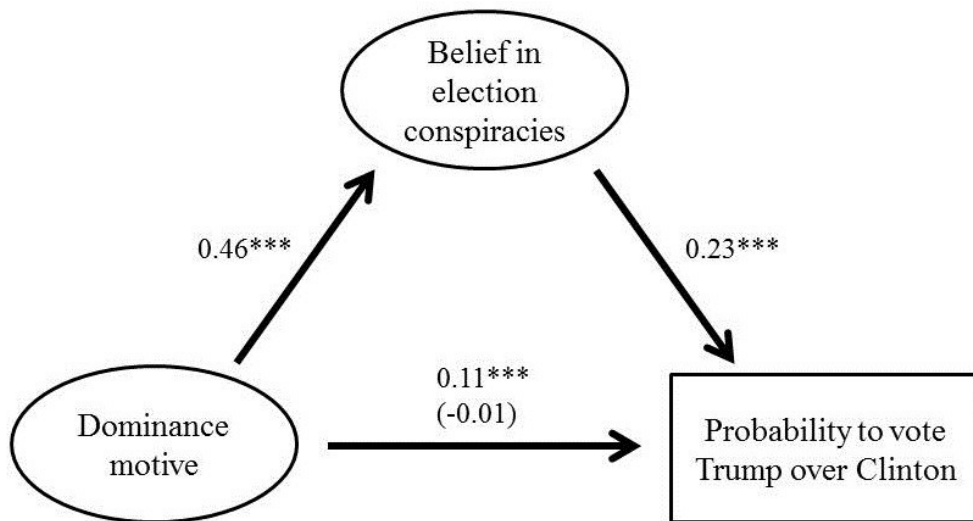 Belief in
election
conspiracies
0.46***
0.23***
0.11***
(-0.01)
Dominance
motive
Probability to vote
Trump over Clinton